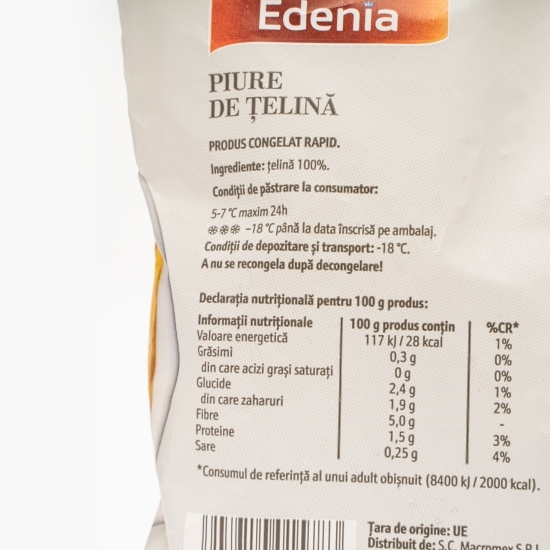 Edenia
PIURE
DE ȚELINĂ
PRODUS CONGELAT RAPID.
Ingrediente: țelină 100%.
Condiții de păstrare la consumator:
5-7 °C maxim 24h
❄❄❄ -18 °C până la data înscrisă pe ambalaj.
Condiții de depozitare și transport: -18 °C.
A nu se recongela după decongelare!
Declarația nutrițională pentru 100 g produs:
Informații nutriționale 100 g produs conțin %CR*
Valoare energetică 117 kJ / 28 kcal 1%
Grăsimi 0,3 g 0%
din care acizi grași saturați 0 g 0%
Glucide 2,4 g 1%
din care zaharuri 1,9 g 2%
Fibre 5,0 g -
Proteine 1,5 g 3%
Sare 0,25 g 4%
*Consumul de referință al unui adult obișnuit (8400 kJ / 2000 kcal).
Țara de origine: UE
Distribuit de: S.C. Macromex S.R.L.